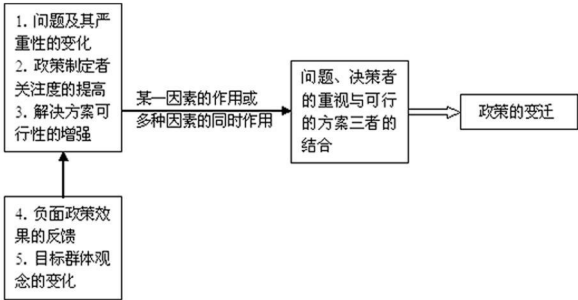 1. 问题及其严
重性的变化
2. 政策制定者
关注度的提高
3. 解决方案可
行性的增强
某一因素的作用或
多种因素的同时作用
问题、决策者
的重视与可行
的方案三者的
结合
政策的变迁
4. 负面政策效
果的反馈
5. 目标群体观
念的变化